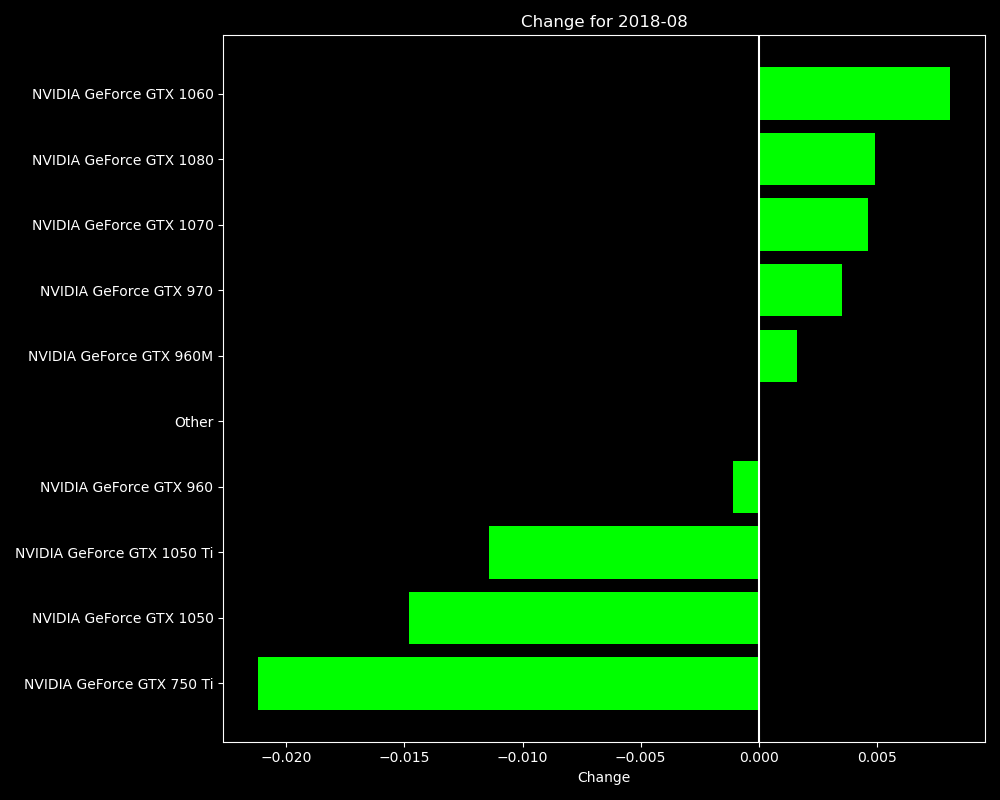 Change for 2018-08
NVIDIA GeForce GTX 1060
NVIDIA GeForce GTX 1080
NVIDIA GeForce GTX 1070
NVIDIA GeForce GTX 970
NVIDIA GeForce GTX 960M
Other
NVIDIA GeForce GTX 960
NVIDIA GeForce GTX 1050 Ti
NVIDIA GeForce GTX 1050
NVIDIA GeForce GTX 750 Ti
−0.020 −0.015 −0.010 −0.005 0.000 0.005
Change